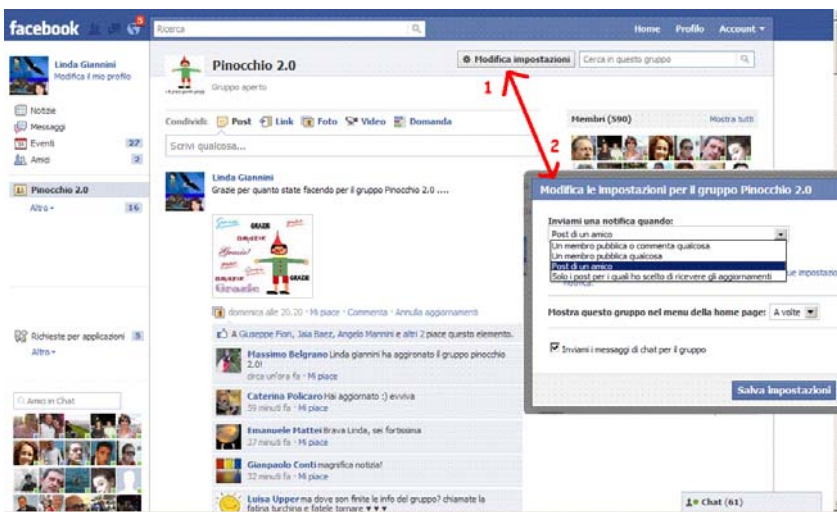 facebook
5
Ricerca
Home Profilo Account
Linda Giannini
Modifica il mio profilo
Notizie
Messaggi
Eventi 27
Amici 2
Pinocchio 2.0
Altro 16
Richieste per applicazioni 5
Altro
Amici in Chat
Pinocchio 2.0
Gruppo aperto
Modifica impostazioni
Cerca in questo gruppo
1
2
Condividi: Post Link Foto Video Domanda
Scrivi qualcosa...
Membri (590) Mostra tutti
Linda Giannini
Grazie per quanto state facendo per il gruppo Pinocchio 2.0 ....
GRAZIE
Grazie!
GRAZIE
Grazie
domenica alle 20.20 · Mi piace · Commenta · Annulla aggiornamenti
A Giuseppe Fiori, Jaia Baez, Angelo Mannini e altri 2 piace questo elemento.
Massimo Belgrano Linda giannini ha aggironato il gruppo pinocchio
2.0!
circa un'ora fa · Mi piace
Caterina Policaro Hai aggiornato :) evviva
59 minuti fa · Mi piace
Emanuele Mattei Brava Linda, sei fortissima
27 minuti fa · Mi piace
Gianpaolo Conti magnifica notizia!
32 minuti fa · Mi piace
Luisa Upper ma dove son finite le info del gruppo? chiamate la
fatina turchina e fatele tornare ♥ ♥ ♥
Modifica le impostazioni per il gruppo Pinocchio 2.0
Inviami una notifica quando:
Post di un amico
Un membro pubblica o commenta qualcosa
Un membro pubblica qualcosa
Post di un amico
Solo i post per i quali ho scelto di ricevere gli aggiornamenti
notifica.
Mostra questo gruppo nel menu della home page: A volte
Inviami i messaggi di chat per il gruppo
Salva impostazioni
Chat (61)